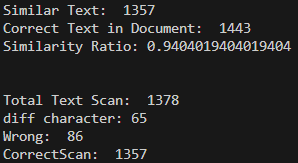 Similar Text:  1357
Correct Text in Document:  1443
Similarity Ratio: 0.9404019404019404
Total Text Scan:  1378
diff character: 65
Wrong:  86
CorrectScan:  1357